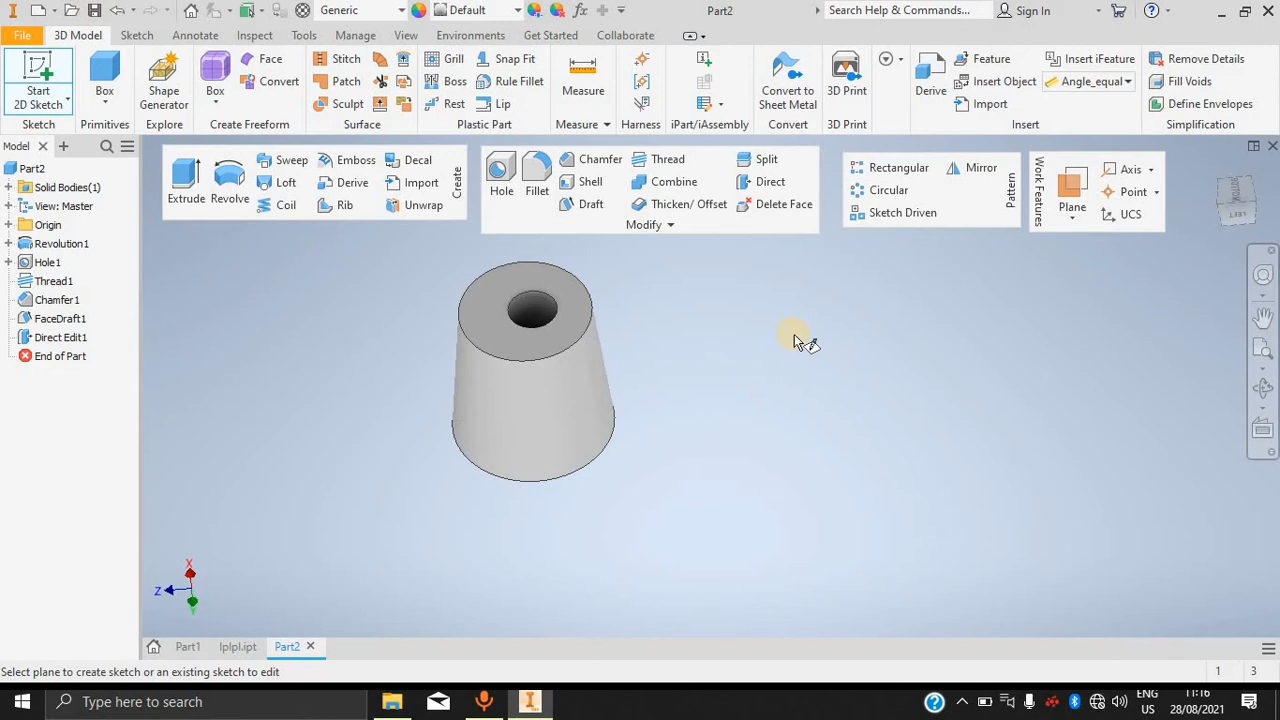 Generic
Default
Part2
Search Help & Commands...
Sign In
File 3D Model Sketch Annotate Inspect Tools Manage View Environments Get Started Collaborate
Start
2D Sketch
Sketch
Box
Primitives
Shape
Generator
Explore
Box
Face
Convert
Create Freeform
Stitch
Patch
Sculpt
Surface
Grill
Boss
Rest
Snap Fit
Rule Fillet
Lip
Plastic Part
Measure
Measure
Harness
iPart/iAssembly
Convert to
Sheet Metal
Convert
3D Print
3D Print
Derive
Feature
Insert Object
Import
Insert iFeature
Angle_equal
Insert
Remove Details
Fill Voids
Define Envelopes
Simplification
Model
Part2
Solid Bodies(1)
View: Master
Origin
Revolution1
Hole1
Thread1
Chamfer1
FaceDraft1
Direct Edit1
End of Part
Extrude
Revolve
Sweep
Loft
Coil
Emboss
Derive
Rib
Decal
Import
Unwrap
Create
Hole
Fillet
Chamfer
Shell
Draft
Thread
Combine
Thicken/ Offset
Split
Direct
Delete Face
Modify
Rectangular
Circular
Sketch Driven
Mirror
Pattern
Work Features
Plane
Axis
Point
UCS
BOTTOM
LEFT
X
Z
Y
Part1 lplpl.ipt Part2
Select plane to create sketch or an existing sketch to edit
1 3
Type here to search
ENG
US
11:16
28/08/2021